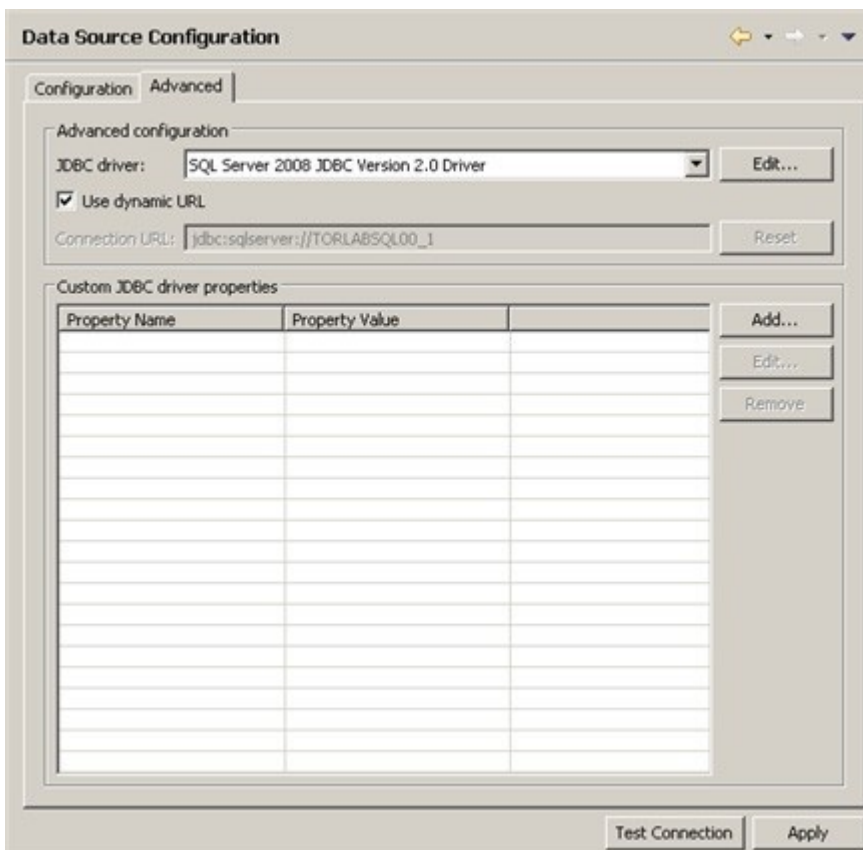 Data Source Configuration
Configuration Advanced
Advanced configuration
JDBC driver: SQL Server 2008 JDBC Version 2.0 Driver Edit...
Use dynamic URL
Connection URL: jdbc:sqlserver://TORLABSQL00_1 Reset
Custom JDBC driver properties
Property Name Property Value Add...
Edit...
Remove
Test Connection Apply